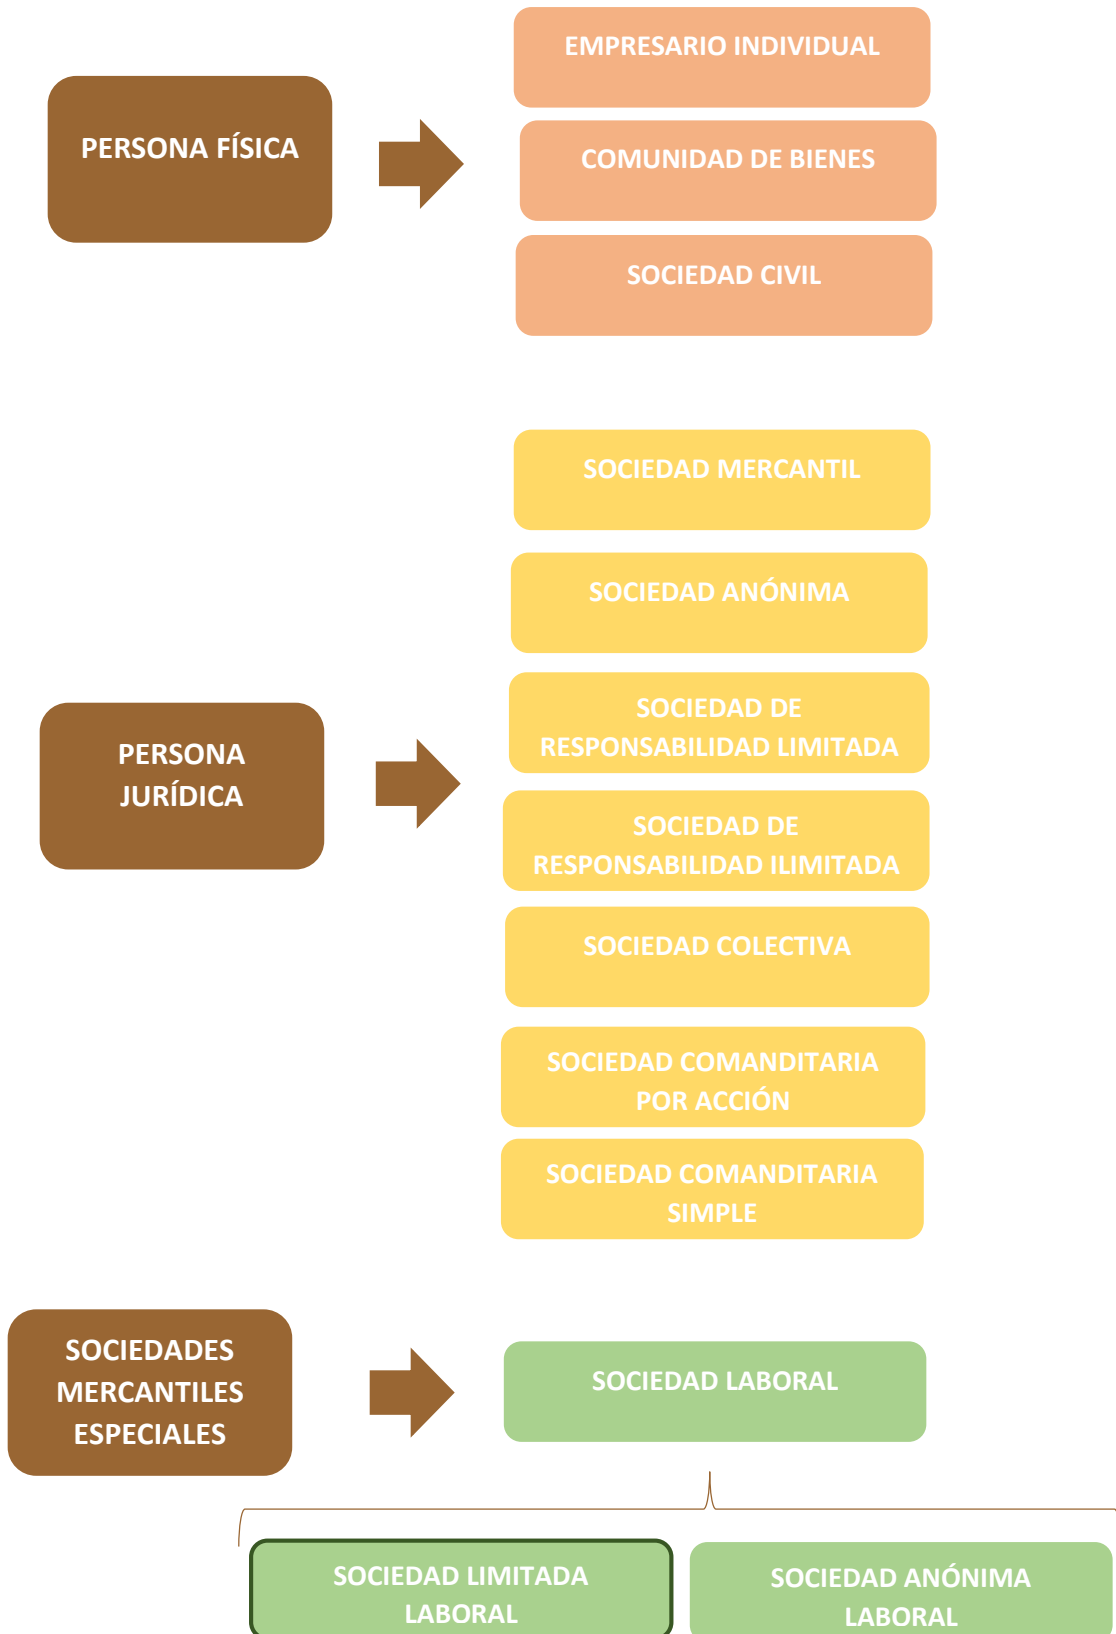 PERSONA FÍSICA
EMPRESARIO INDIVIDUAL
COMUNIDAD DE BIENES
SOCIEDAD CIVIL
PERSONA
JURÍDICA
SOCIEDAD MERCANTIL
SOCIEDAD ANÓNIMA
SOCIEDAD DE
RESPONSABILIDAD LIMITADA
SOCIEDAD DE
RESPONSABILIDAD ILIMITADA
SOCIEDAD COLECTIVA
SOCIEDAD COMANDITARIA
POR ACCIÓN
SOCIEDAD COMANDITARIA
SIMPLE
SOCIEDADES
MERCANTILES
ESPECIALES
SOCIEDAD LABORAL
SOCIEDAD LIMITADA
LABORAL
SOCIEDAD ANÓNIMA
LABORAL